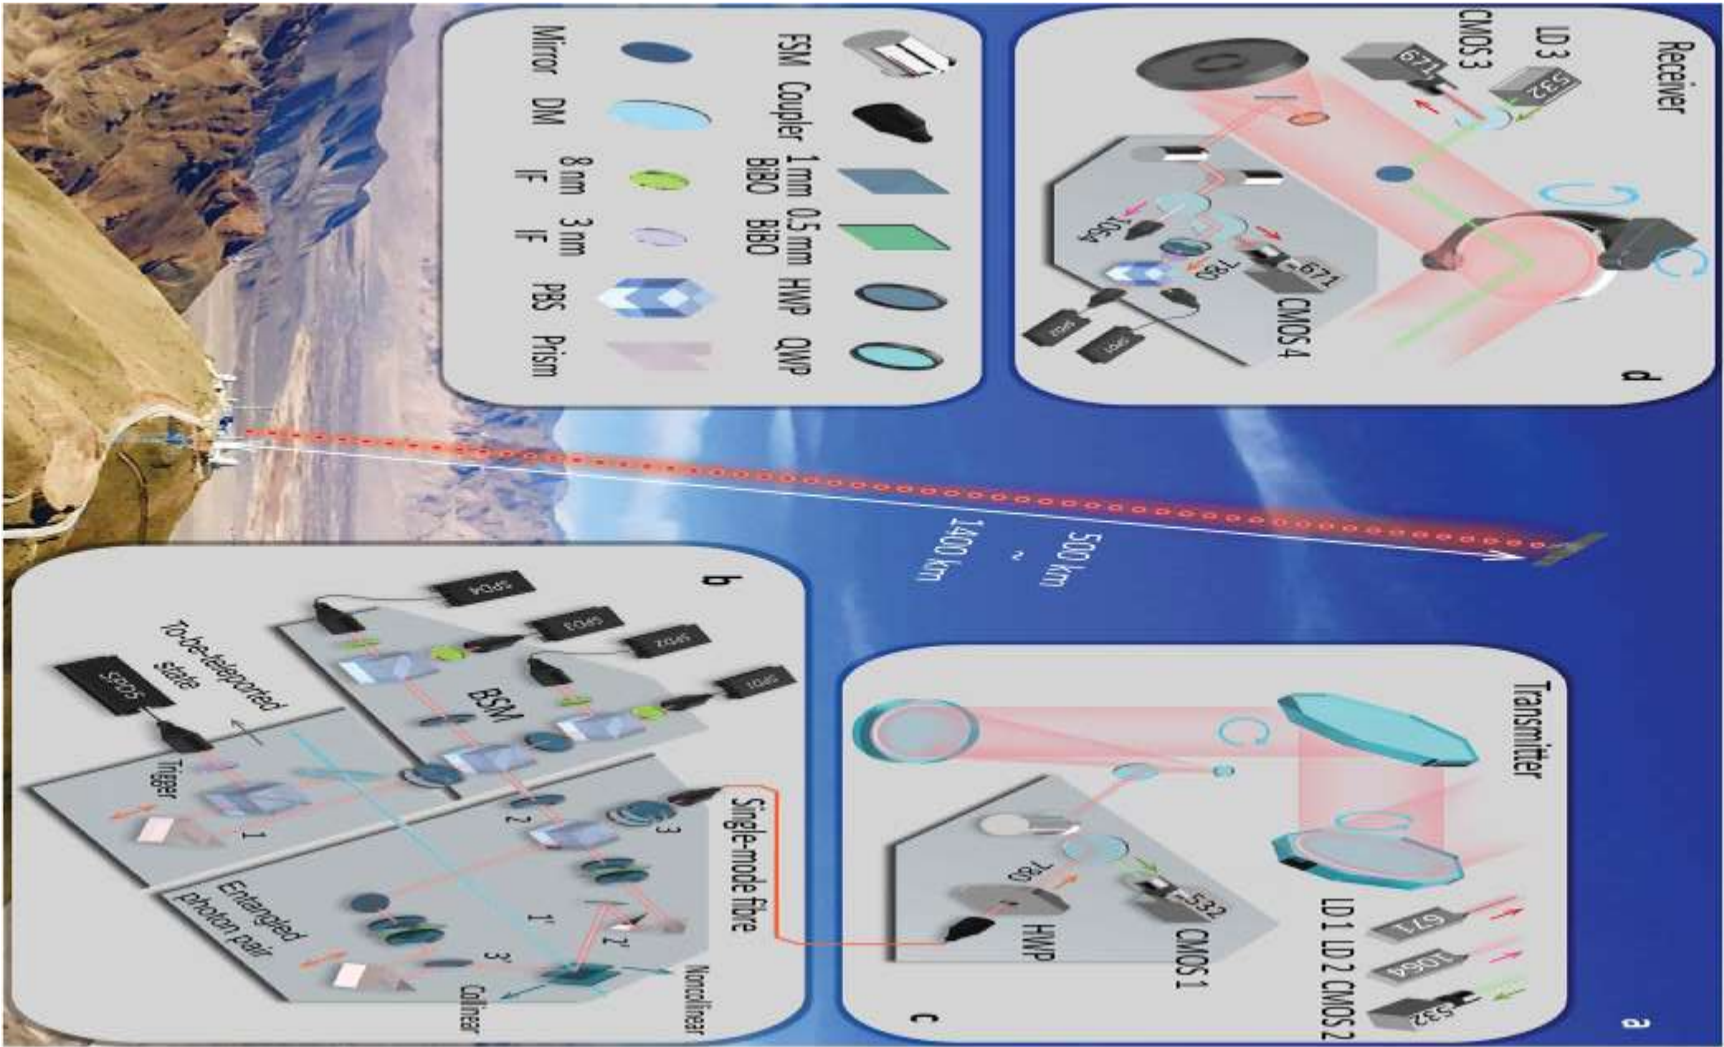 a
500 km
~
1400 km
b
SPD4
SPD3
SPD2
SPD1
BSM
To-be-teleported
state
SPD5
Trigger
1
2
3
Single-mode fibre
Entangled
photon pair
1'
2'
3'
Noncollinear
Collinear
c
Transmitter
780
HWP
532
CMOS 1
671
1064
532
LD 1 LD 2 CMOS 2
d
Receiver
LD 3
532
CMOS 3
671
1064
780
671
CMOS 4
SPD2
SPD1
FSM Coupler 1 mm 0.5 mm HWP QWP
BiBO BiBO
Mirror DM 8 nm 3 nm PBS Prism
IF IF